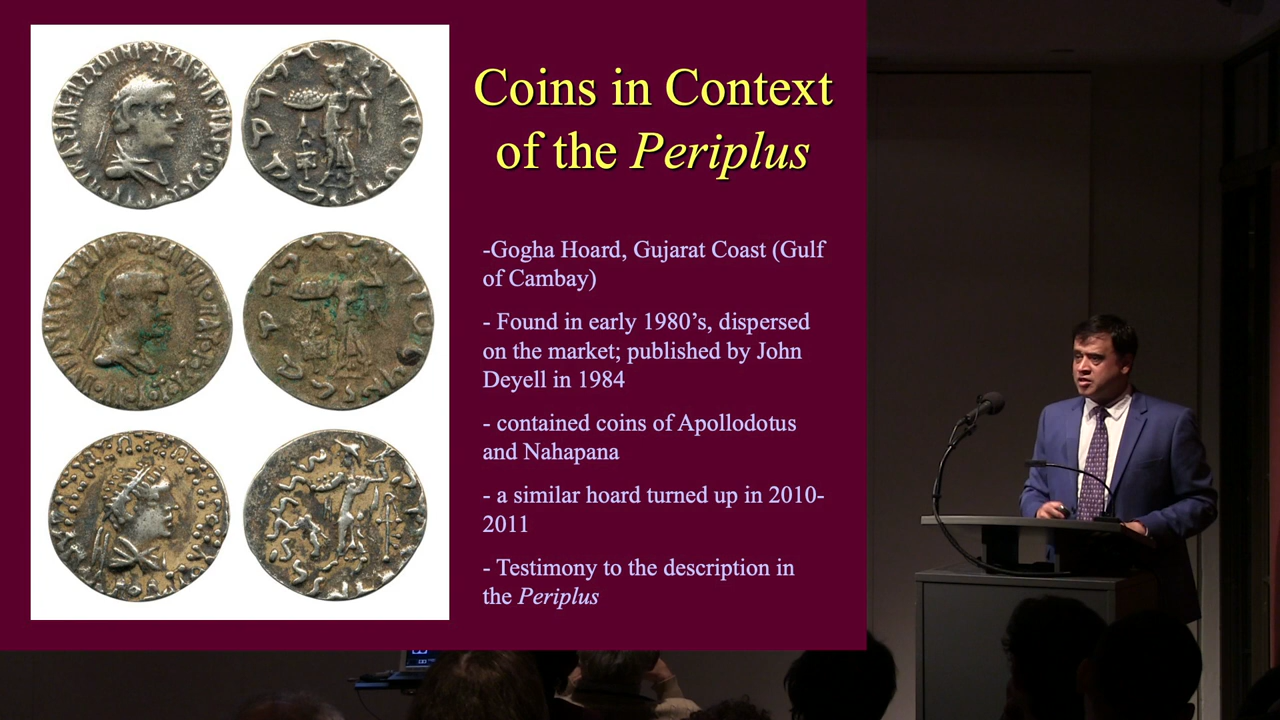 Coins in Context
of the Periplus
-Gogha Hoard, Gujarat Coast (Gulf
of Cambay)
- Found in early 1980’s, dispersed
on the market; published by John
Deyell in 1984
- contained coins of Apollodotus
and Nahapana
- a similar hoard turned up in 2010-
2011
- Testimony to the description in
the Periplus